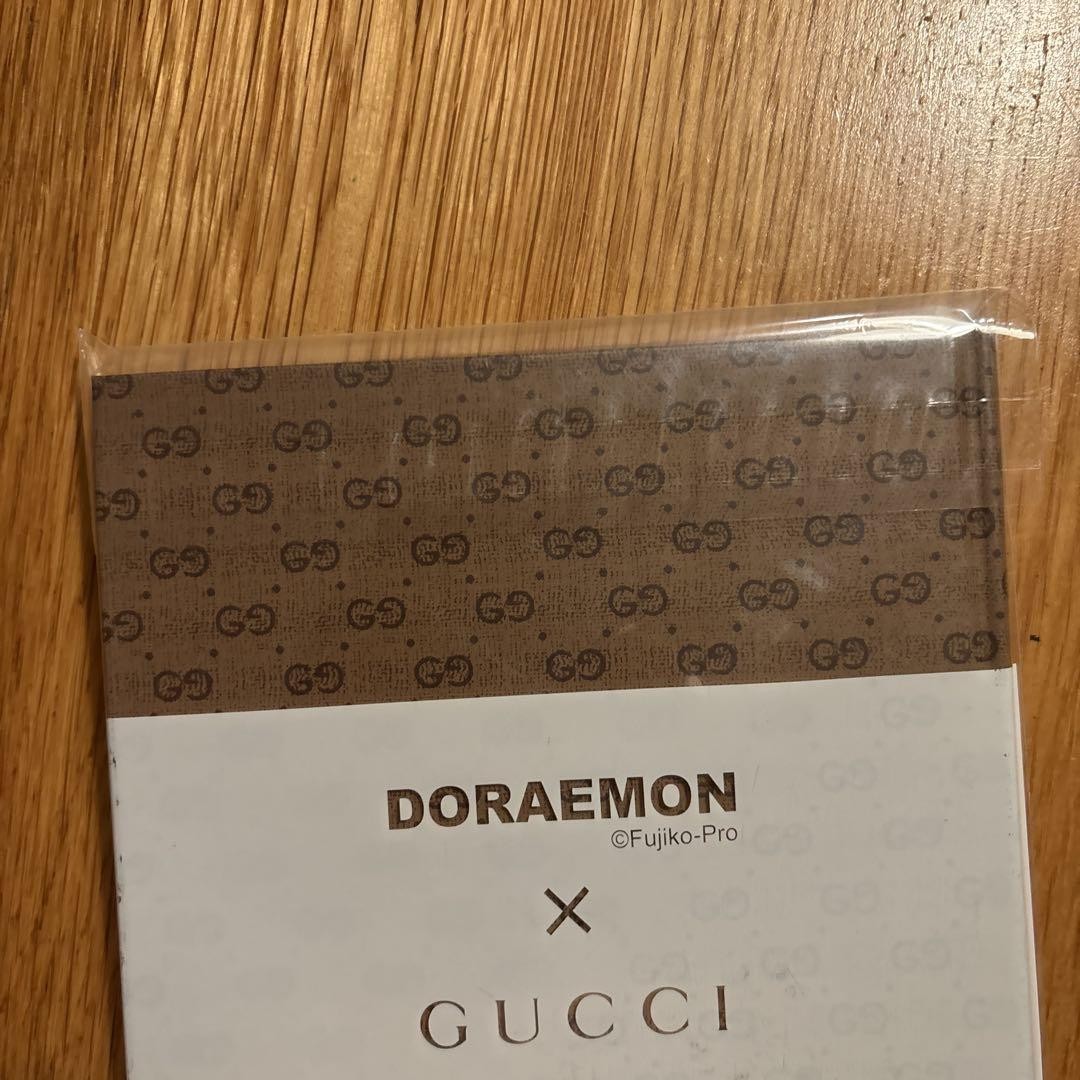 DORAEMON
©Fujiko-Pro
×
GUCCI